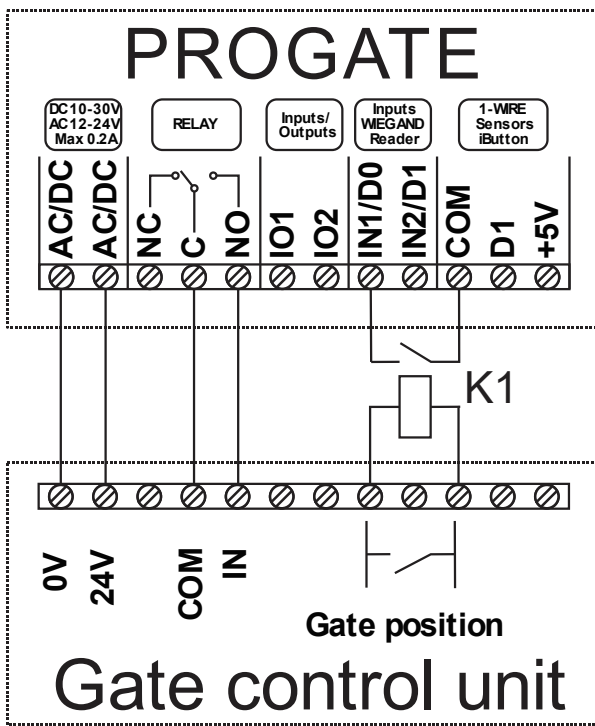 PROGATE
DC10-30V
AC12-24V
Max 0.2A
RELAY
Inputs/
Outputs
Inputs
WIEGAND
Reader
1-WIRE
Sensors
iButton
AC/DC
AC/DC
NC
C
NO
IO1
IO2
IN1/D0
IN2/D1
COM
D1
+5V
K1
0V
24V
COM
IN
Gate position
Gate control unit